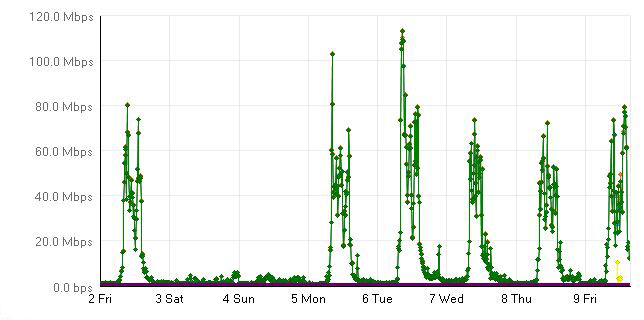 120.0 Mbps
100.0 Mbps
80.0 Mbps
60.0 Mbps
40.0 Mbps
20.0 Mbps
0.0 bps
2 Fri 3 Sat 4 Sun 5 Mon 6 Tue 7 Wed 8 Thu 9 Fri